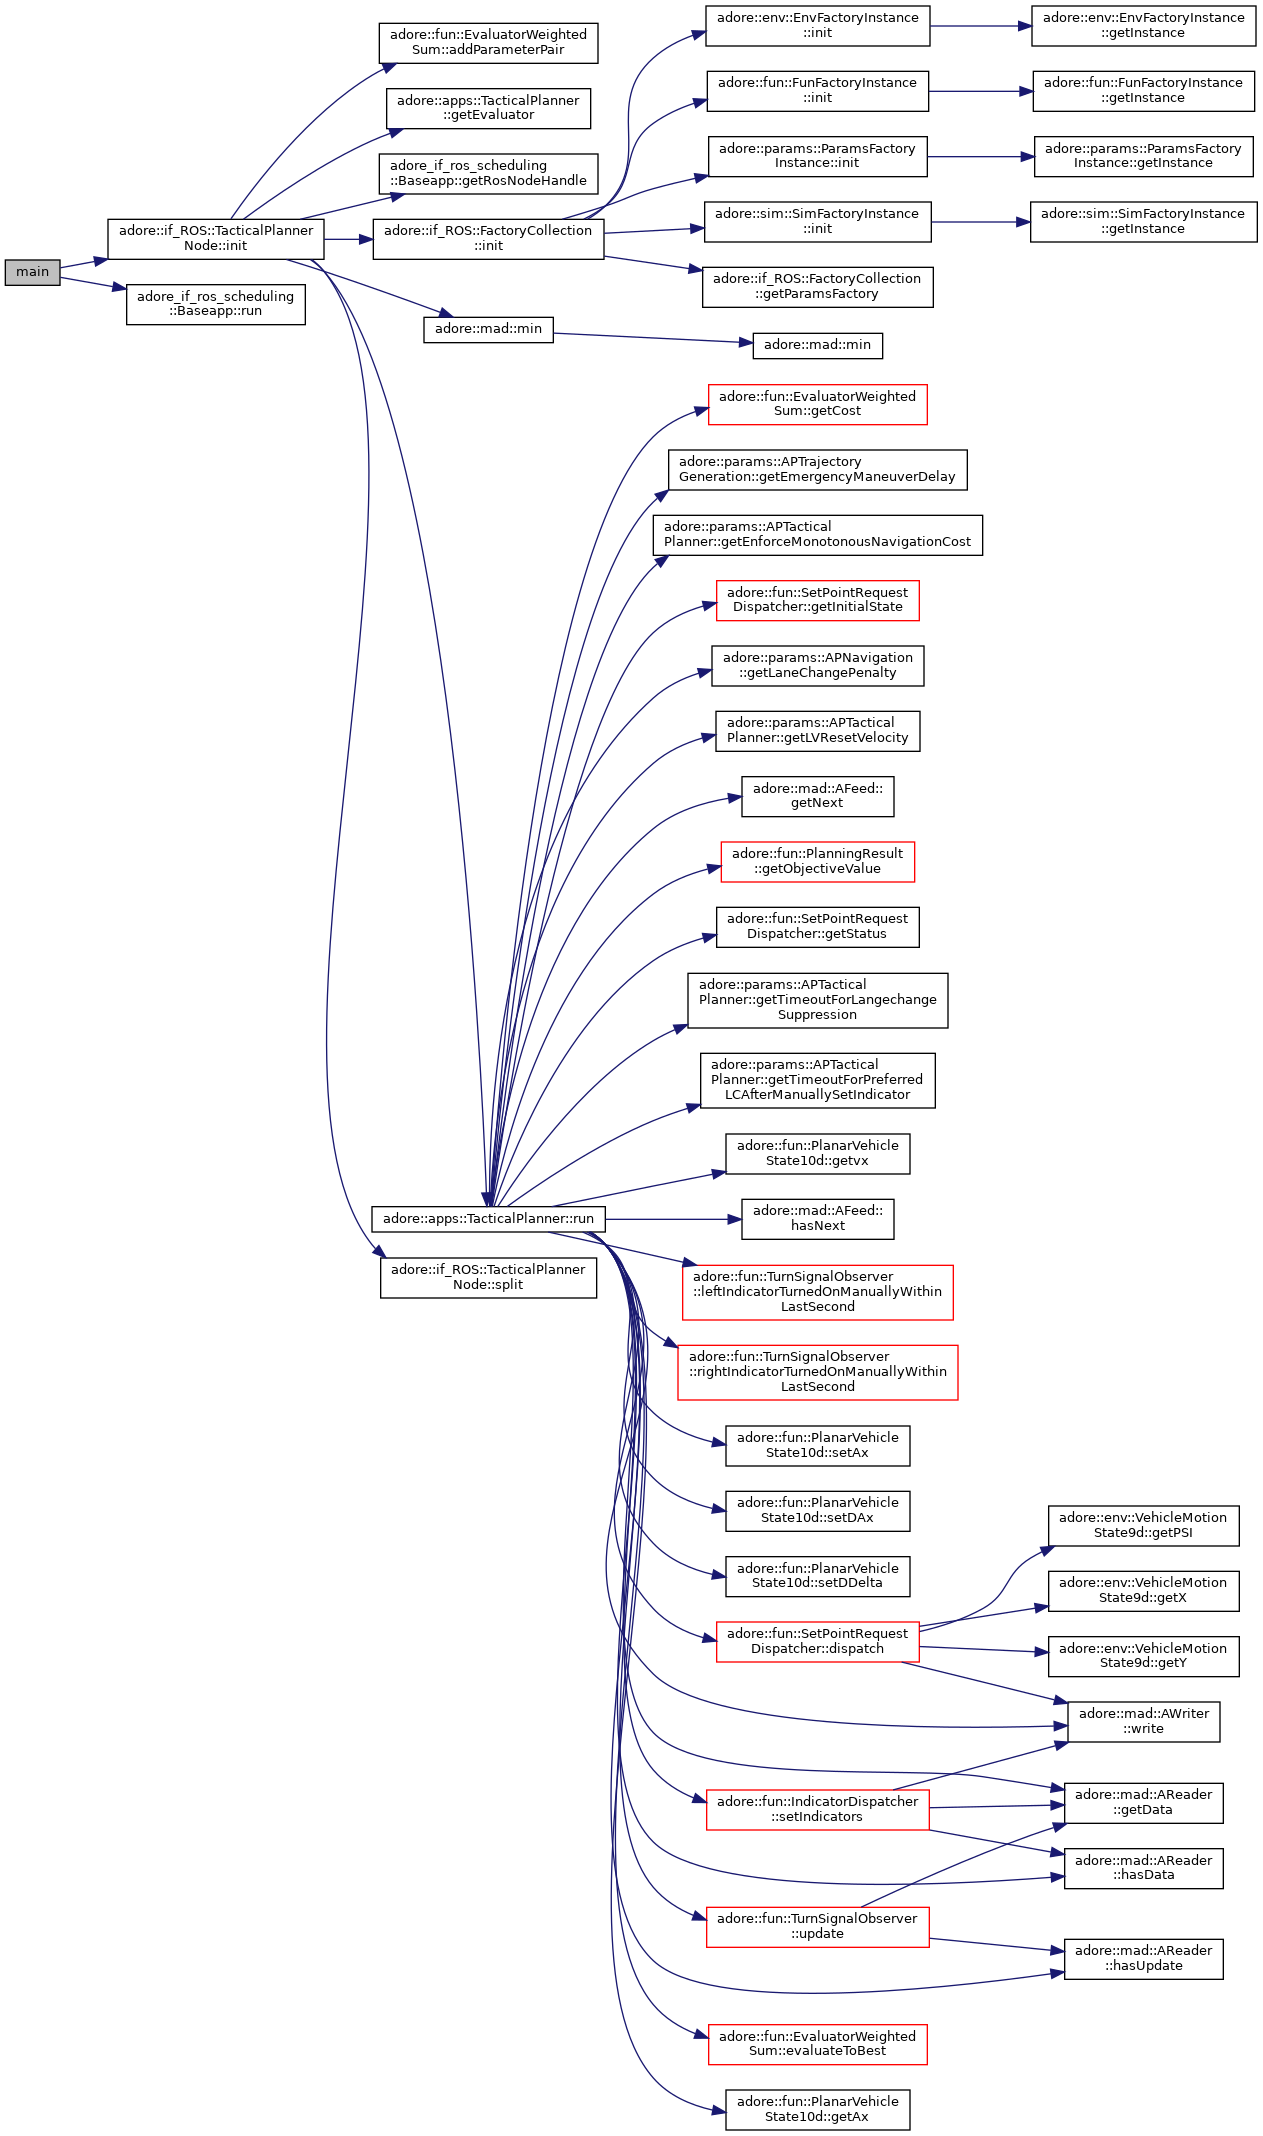 main
adore::if_ROS::TacticalPlanner
Node::init
adore_if_ros_scheduling
::Baseapp::run
adore::fun::EvaluatorWeighted
Sum::addParameterPair
adore::apps::TacticalPlanner
::getEvaluator
adore_if_ros_scheduling
::Baseapp::getRosNodeHandle
adore::if_ROS::FactoryCollection
::init
adore::mad::min
adore::apps::TacticalPlanner::run
adore::if_ROS::TacticalPlanner
Node::split
adore::env::EnvFactoryInstance
::init
adore::fun::FunFactoryInstance
::init
adore::params::ParamsFactory
Instance::init
adore::sim::SimFactoryInstance
::init
adore::if_ROS::FactoryCollection
::getParamsFactory
adore::mad::min
adore::fun::EvaluatorWeighted
Sum::getCost
adore::params::APTrajectory
Generation::getEmergencyManeuverDelay
adore::params::APTactical
Planner::getEnforceMonotonousNavigationCost
adore::fun::SetPointRequest
Dispatcher::getInitialState
adore::params::APNavigation
::getLaneChangePenalty
adore::params::APTactical
Planner::getLVResetVelocity
adore::mad::AFeed::
getNext
adore::fun::PlanningResult
::getObjectiveValue
adore::fun::SetPointRequest
Dispatcher::getStatus
adore::params::APTactical
Planner::getTimeoutForLangechange
Suppression
adore::params::APTactical
Planner::getTimeoutForPreferred
LCAfterManuallySetIndicator
adore::fun::PlanarVehicle
State10d::getvx
adore::mad::AFeed::
hasNext
adore::fun::TurnSignalObserver
::leftIndicatorTurnedOnManuallyWithin
LastSecond
adore::fun::TurnSignalObserver
::rightIndicatorTurnedOnManuallyWithin
LastSecond
adore::fun::PlanarVehicle
State10d::setAx
adore::fun::PlanarVehicle
State10d::setDAx
adore::fun::PlanarVehicle
State10d::setDDelta
adore::fun::SetPointRequest
Dispatcher::dispatch
adore::fun::IndicatorDispatcher
::setIndicators
adore::fun::TurnSignalObserver
::update
adore::fun::EvaluatorWeighted
Sum::evaluateToBest
adore::fun::PlanarVehicle
State10d::getAx
adore::env::EnvFactoryInstance
::getInstance
adore::fun::FunFactoryInstance
::getInstance
adore::params::ParamsFactory
Instance::getInstance
adore::sim::SimFactoryInstance
::getInstance
adore::env::VehicleMotion
State9d::getPSI
adore::env::VehicleMotion
State9d::getX
adore::env::VehicleMotion
State9d::getY
adore::mad::AWriter
::write
adore::mad::AReader
::getData
adore::mad::AReader
::hasData
adore::mad::AReader
::hasUpdate